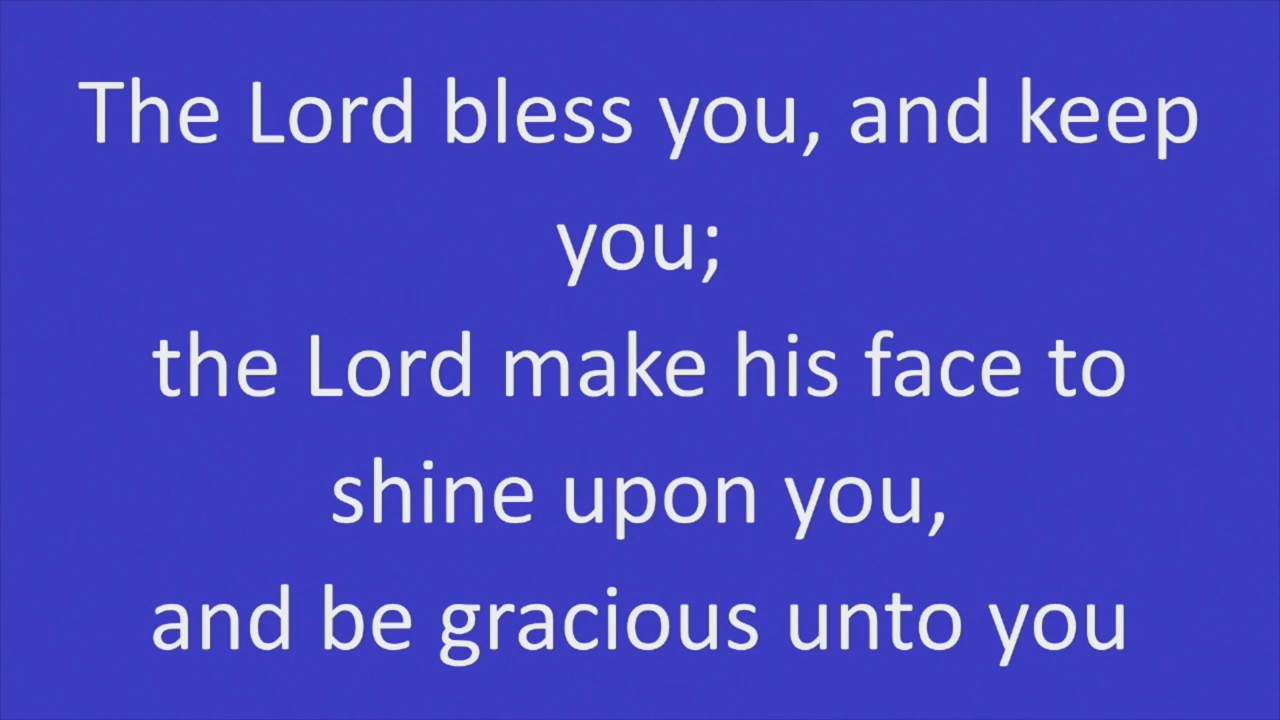 The Lord bless you, and keep
you;
the Lord make his face to
shine upon you,
and be gracious unto you